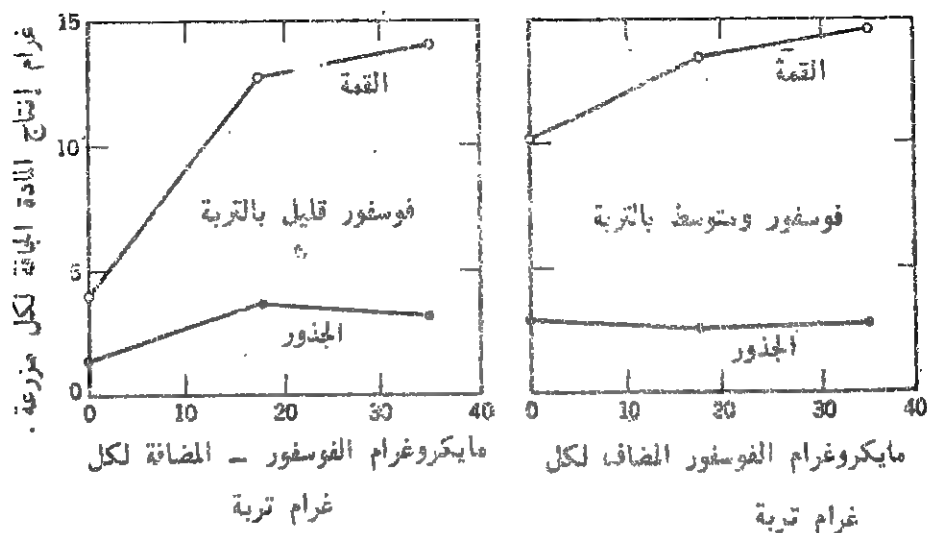 غرام إنتاج المادة الجافة لكل مزرعة .
15
10
5
0
القمة
فوسفور قليل بالتربة
الجذور
0 10 20 30 40
مايكروغرام الفوسفور – المضافة لكل
غرام تربة
القمة
فوسفور ومتوسط بالتربة
الجذور
0 10 20 30 40
مايكروغرام الفوسفور المضاف لكل
غرام تربة